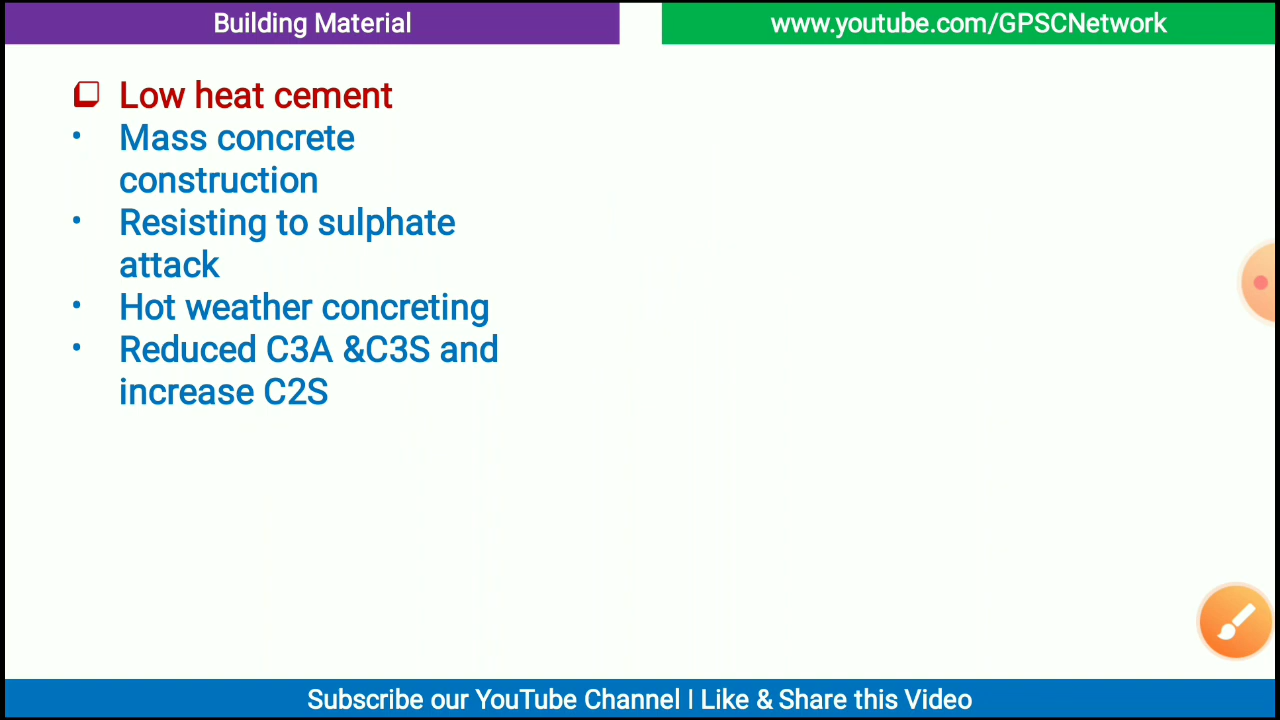 Building Material
www.youtube.com/GPSCNetwork
Low heat cement
• Mass concrete
construction
• Resisting to sulphate
attack
• Hot weather concreting
• Reduced C3A &C3S and
increase C2S
Subscribe our YouTube Channel I Like & Share this Video